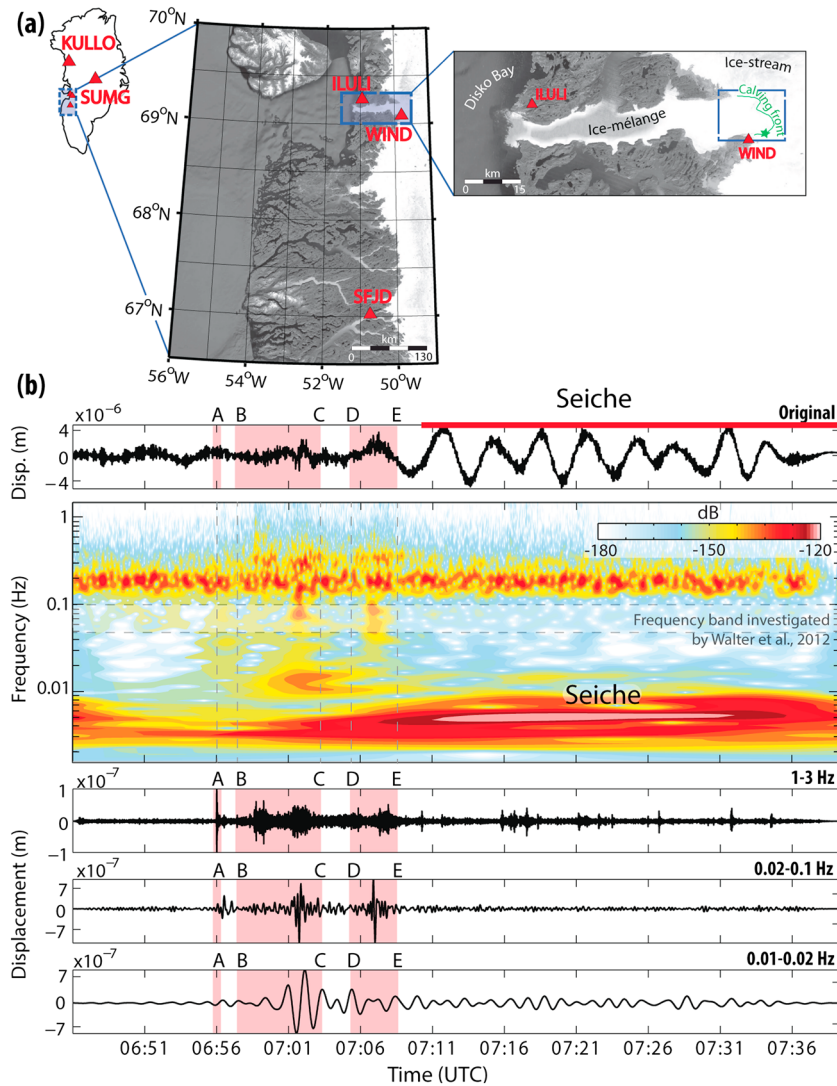 (a)
KULLO
SUMG
70°N
69°N
68°N
67°N
56°W
54°W
52°W
50°W
ILULI
WIND
SFJD
km
0
130
Disko Bay
ILULI
Ice-mélange
Ice-stream
Calving front
WIND
km
0
15
(b)
Seiche
x10⁻⁶
A B C D E
Original
Disp. (m)
4
0
−4
dB
-180 -150 -120
Frequency (Hz)
1
0.1
0.01
Frequency band investigated
by Walter et al., 2012
Seiche
x10⁻⁷
A B C D E
1-3 Hz
1
0
−1
Displacement (m)
x10⁻⁷
A B C D E
0.02-0.1 Hz
7
0
-7
x10⁻⁷
A B C D E
0.01-0.02 Hz
7
0
-7
06:51 06:56 07:01 07:06 07:11 07:16 07:21 07:26 07:31 07:36
Time (UTC)